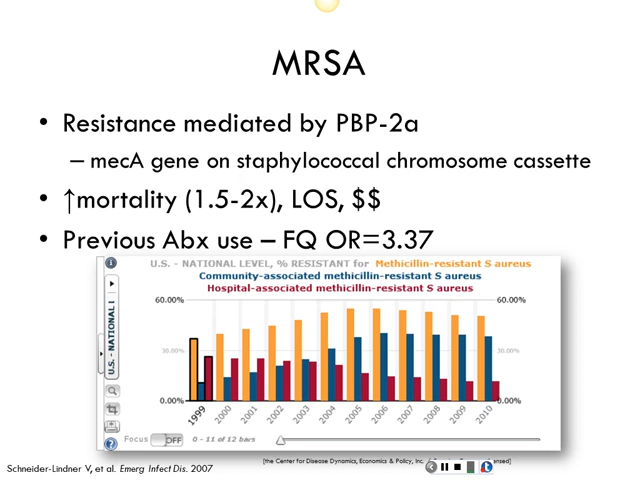 MRSA
• Resistance mediated by PBP-2a
– mecA gene on staphylococcal chromosome cassette
• ↑mortality (1.5-2x), LOS, $$
• Previous Abx use – FQ OR=3.37
U.S. - NATIONAL LEVEL, % RESISTANT for Methicillin-resistant S aureus
Community-associated methicillin-resistant S aureus
Hospital-associated methicillin-resistant S aureus
60.00% 60.00%
30.00% 30.00%
0.00% 0.00%
U.S. - NATIONAL
1999 2000 2001 2002 2003 2004 2005 2006 2007 2008 2009 2010
Focus OFF 0 - 11 of 12 bars
[the Center for Disease Dynamics, Economics & Policy, Inc.
Schneider-Lindner V, et al. Emerg Infect Dis. 2007